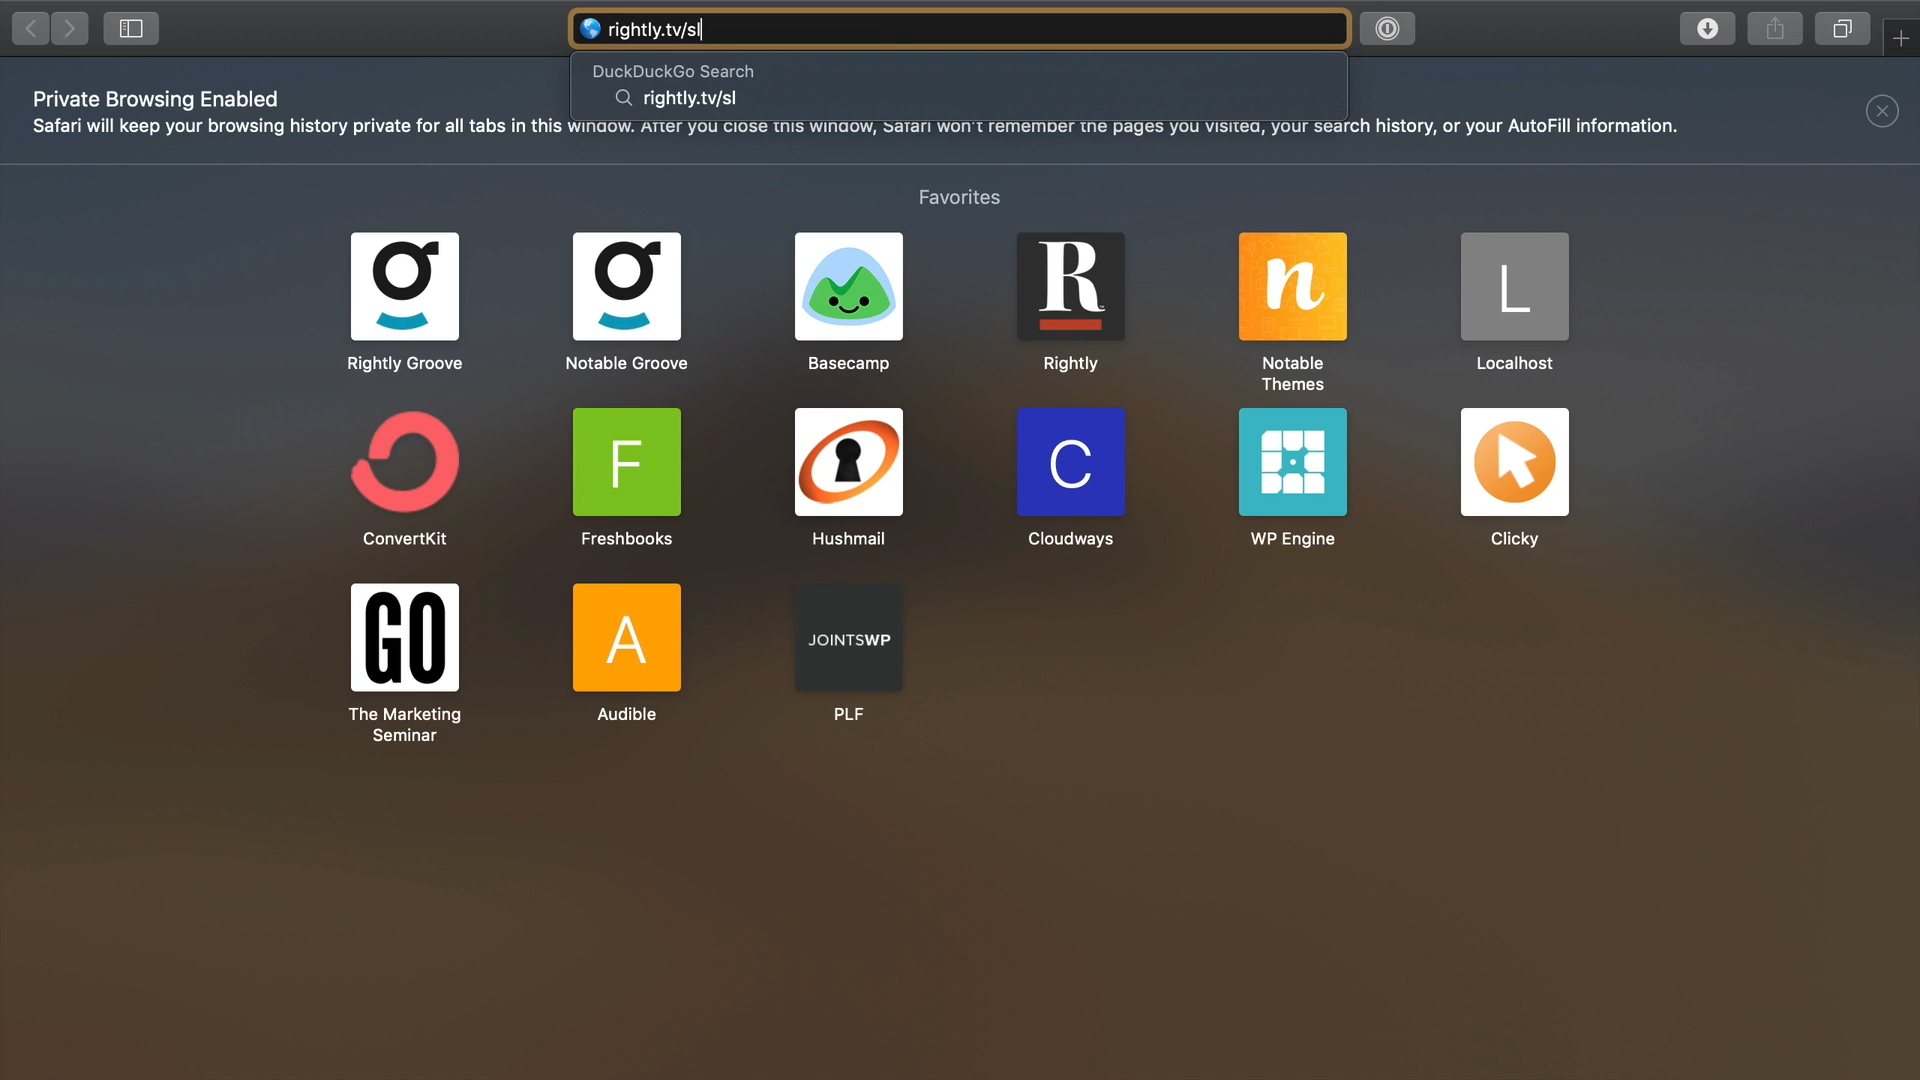 rightly.tv/sl
DuckDuckGo Search
rightly.tv/sl
Private Browsing Enabled
Safari will keep your browsing history private for all tabs in this window. After you close this window, Safari won't remember the pages you visited, your search history, or your AutoFill information.
Favorites
R
n
L
Rightly Groove
Notable Groove
Basecamp
Rightly
Notable
Themes
Localhost
F
C
ConvertKit
Freshbooks
Hushmail
Cloudways
WP Engine
Clicky
GO
A
JOINTSWP
The Marketing
Seminar
Audible
PLF